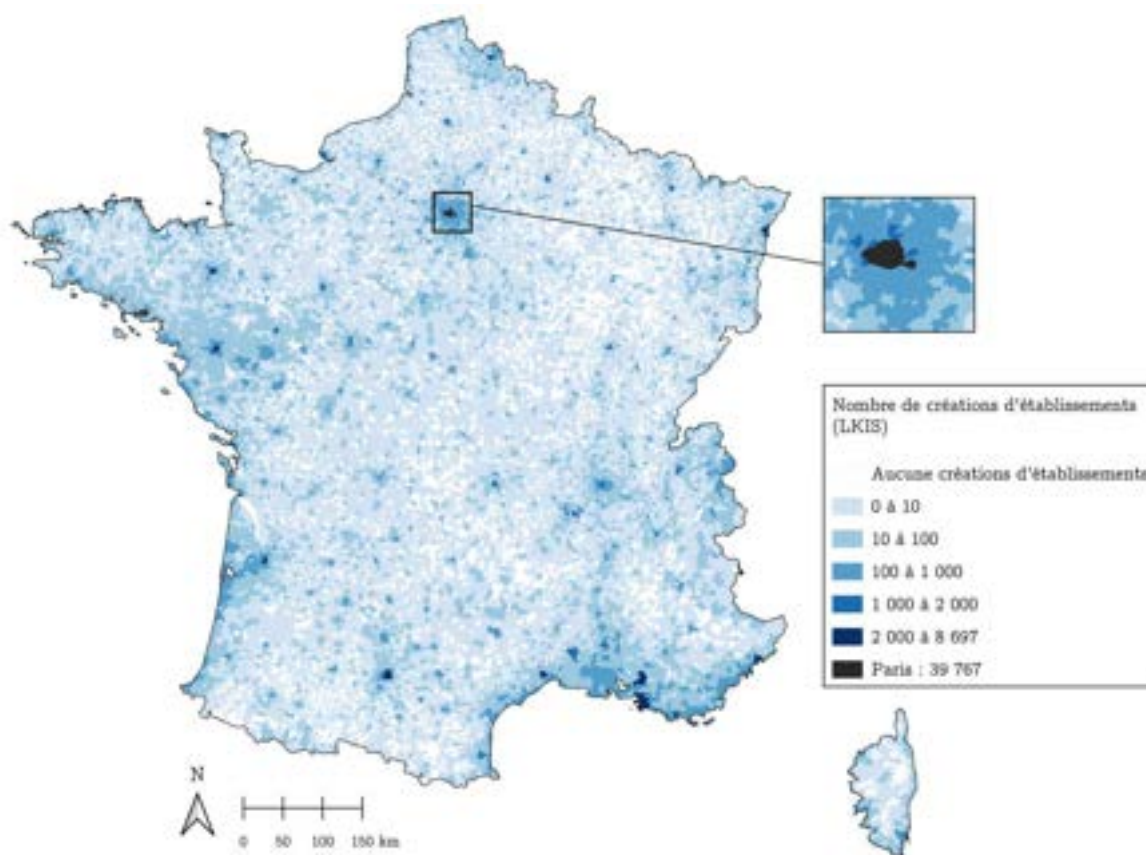 Nombre de créations d'établissements
(LKIS)
Aucune créations d'établissements
0 à 10
10 à 100
100 à 1 000
1 000 à 2 000
2 000 à 8 697
Paris : 39 767
N
0 50 100 150 km